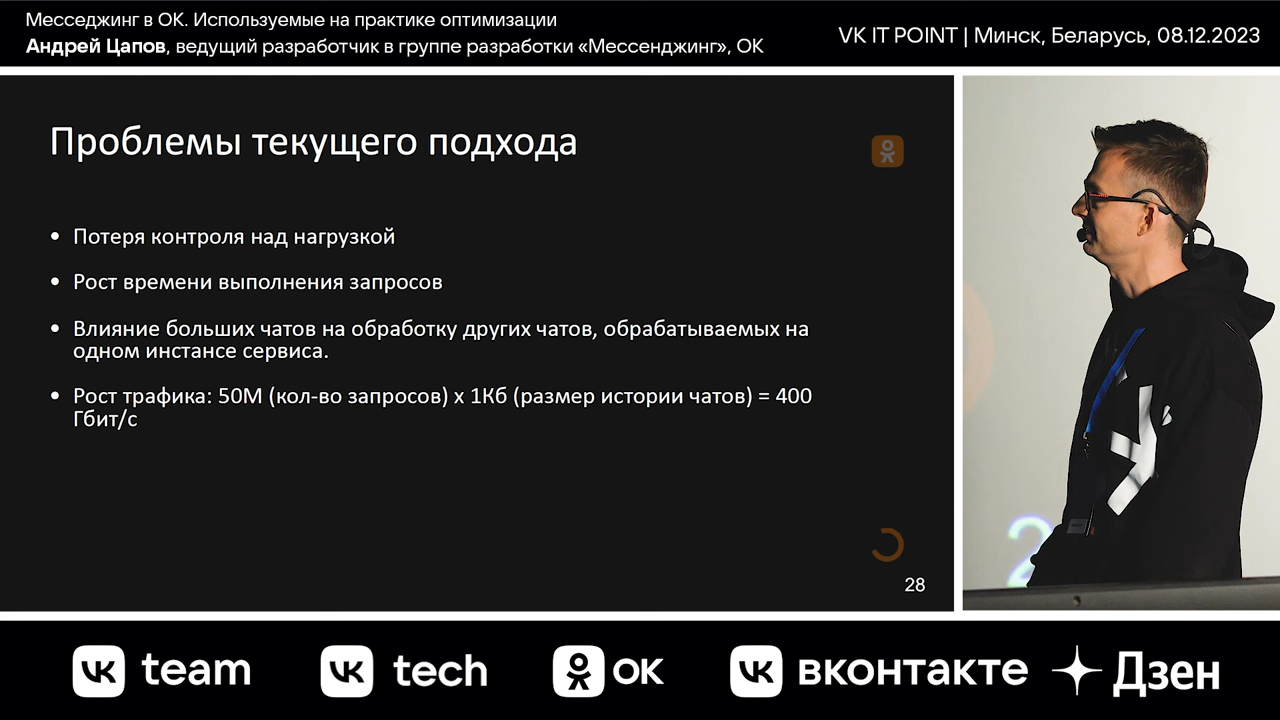 Месседжинг в ОК. Используемые на практике оптимизации
Андрей Цапов, ведущий разработчик в группе разработки «Мессенджинг», ОК
VK IT POINT | Минск, Беларусь, 08.12.2023
Проблемы текущего подхода
• Потеря контроля над нагрузкой
• Рост времени выполнения запросов
• Влияние больших чатов на обработку других чатов, обрабатываемых на
одном инстансе сервиса.
• Рост трафика: 50М (кол-во запросов) х 1Кб (размер истории чатов) = 400
Гбит/с
28
2
team
tech
ОК
вконтакте
Дзен